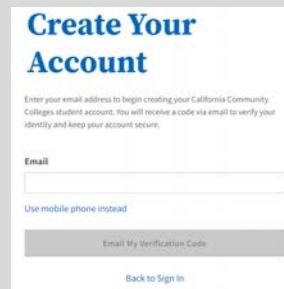 Create Your
Account
Enter your email address to begin creating your California Community
Colleges student account. You will receive a code via email to verify your
identity and keep your account secure.
Email
Use mobile phone instead
Email My Verification Code
Back to Sign In